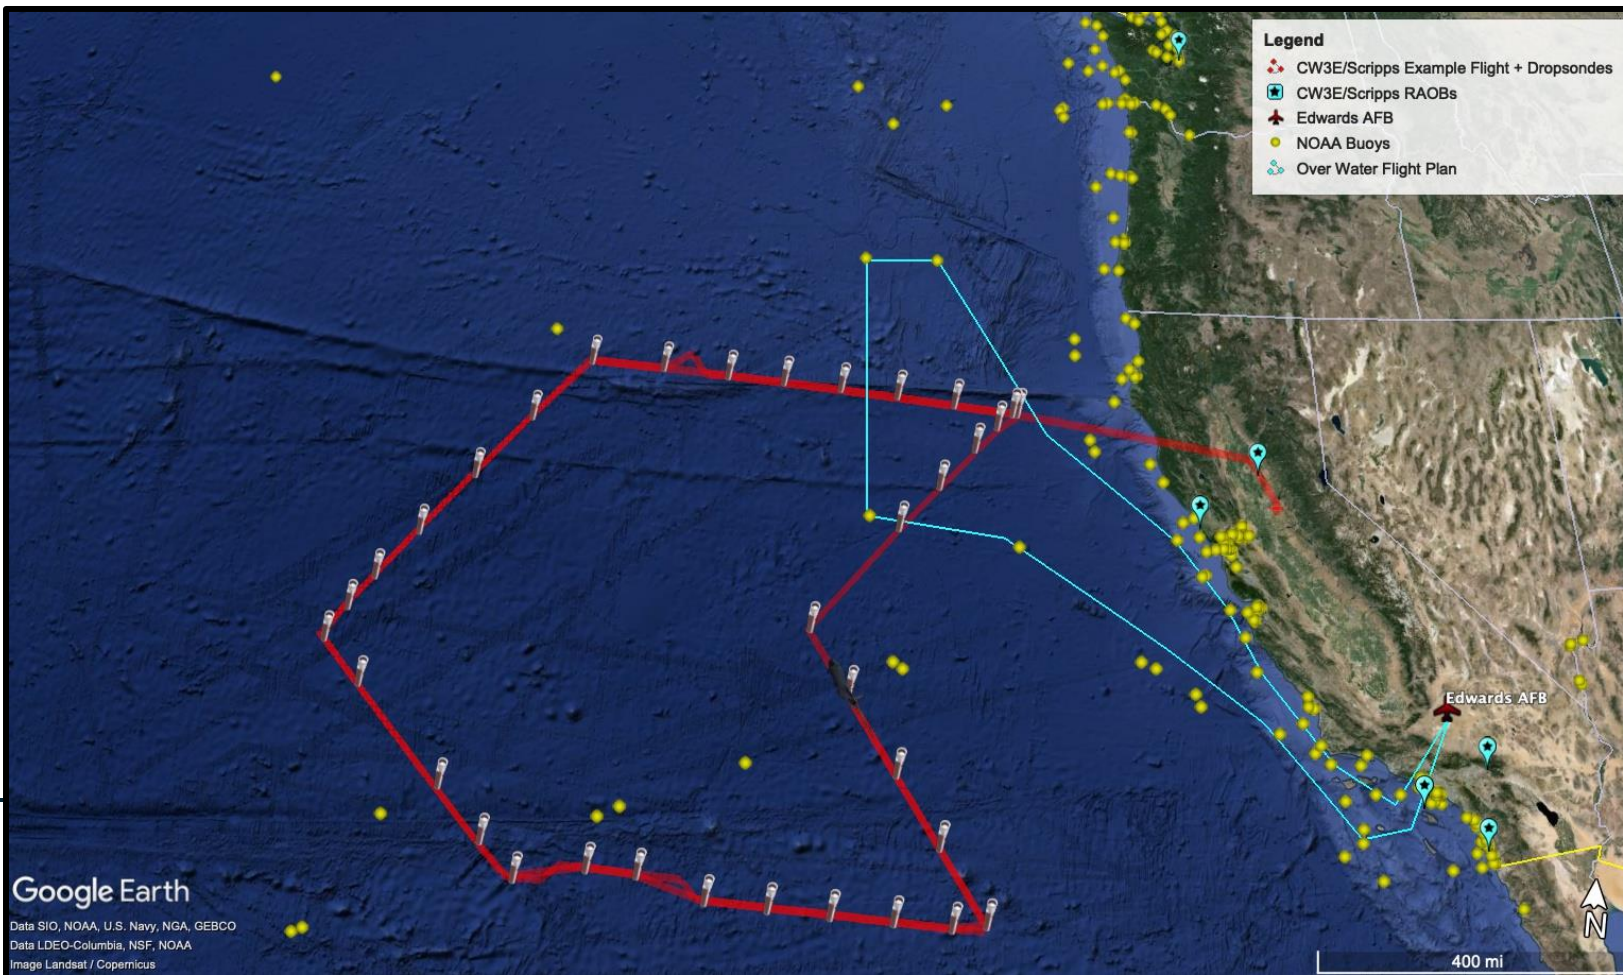 Legend
CW3E/Scripps Example Flight + Dropsondes
CW3E/Scripps RAOBs
Edwards AFB
NOAA Buoys
Over Water Flight Plan
Edwards AFB
Google Earth
Data SIO, NOAA, U.S. Navy, NGA, GEBCO
Data LDEO-Columbia, NSF, NOAA
Image Landsat / Copernicus
N
400 mi